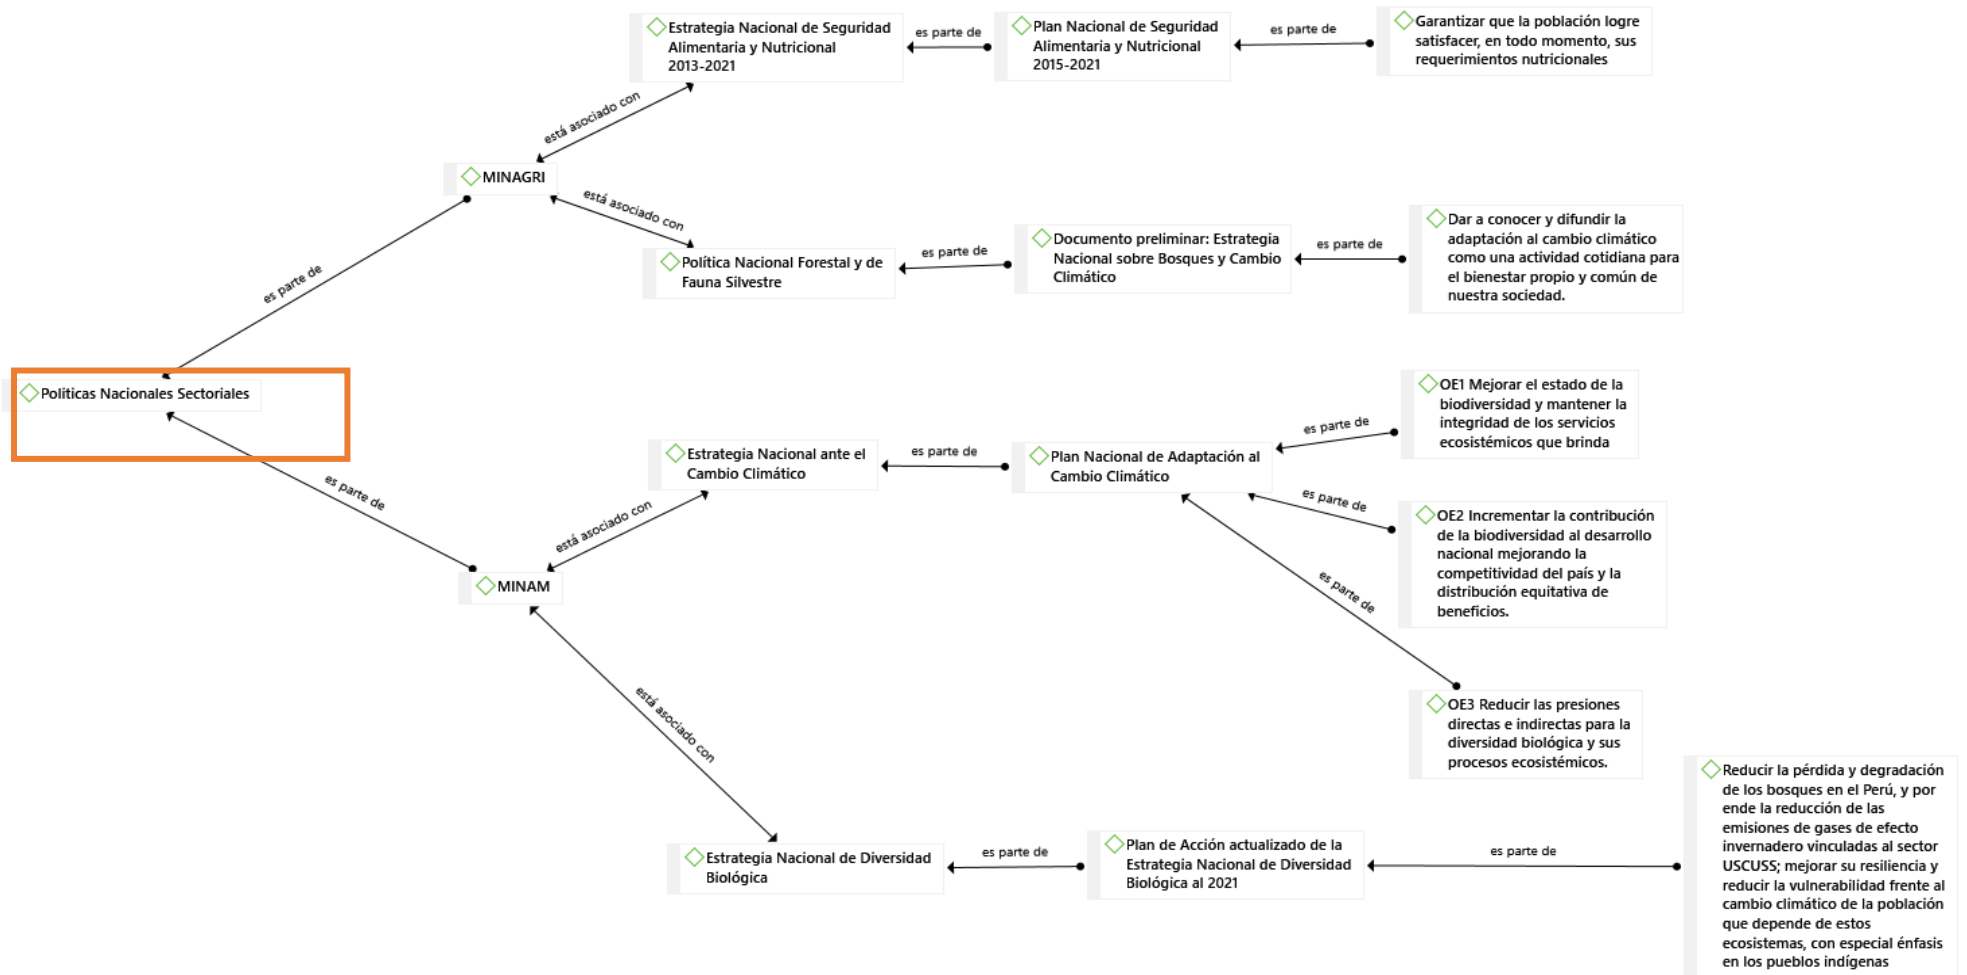 Estrategia Nacional de Seguridad
Alimentaria y Nutricional
2013-2021
es parte de
Plan Nacional de Seguridad
Alimentaria y Nutricional
2015-2021
es parte de
Garantizar que la población logre
satisfacer, en todo momento, sus
requerimientos nutricionales
está asociado con
MINAGRI
está asociado con
Política Nacional Forestal y de
Fauna Silvestre
es parte de
Documento preliminar: Estrategia
Nacional sobre Bosques y Cambio
Climático
es parte de
Dar a conocer y difundir la
adaptación al cambio climático
como una actividad cotidiana para
el bienestar propio y común de
nuestra sociedad.
es parte de
Politicas Nacionales Sectoriales
es parte de
MINAM
está asociado con
Estrategia Nacional ante el
Cambio Climático
es parte de
Plan Nacional de Adaptación al
Cambio Climático
es parte de
OE1 Mejorar el estado de la
biodiversidad y mantener la
integridad de los servicios
ecosistémicos que brinda
es parte de
OE2 Incrementar la contribución
de la biodiversidad al desarrollo
nacional mejorando la
competitividad del país y la
distribución equitativa de
beneficios.
es parte de
OE3 Reducir las presiones
directas e indirectas para la
diversidad biológica y sus
procesos ecosistémicos.
está asociado con
Estrategia Nacional de Diversidad
Biológica
es parte de
Plan de Acción actualizado de la
Estrategia Nacional de Diversidad
Biológica al 2021
es parte de
Reducir la pérdida y degradación
de los bosques en el Perú, y por
ende la reducción de las
emisiones de gases de efecto
invernadero vinculadas al sector
USCUSS; mejorar su resiliencia y
reducir la vulnerabilidad frente al
cambio climático de la población
que depende de estos
ecosistemas, con especial énfasis
en los pueblos indígenas